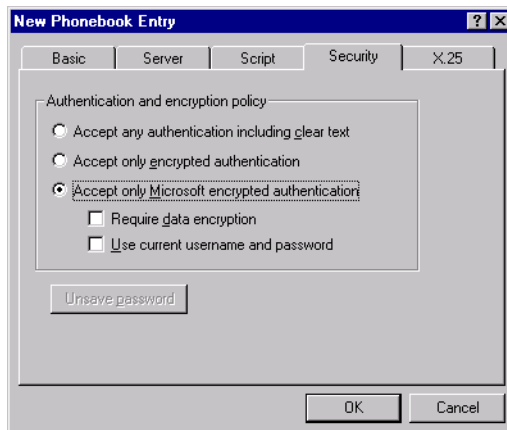 New Phonebook Entry
Basic Server Script Security X.25
Authentication and encryption policy
Accept any authentication including clear text
Accept only encrypted authentication
Accept only Microsoft encrypted authentication
Require data encryption
Use current username and password
Unsave password
OK Cancel